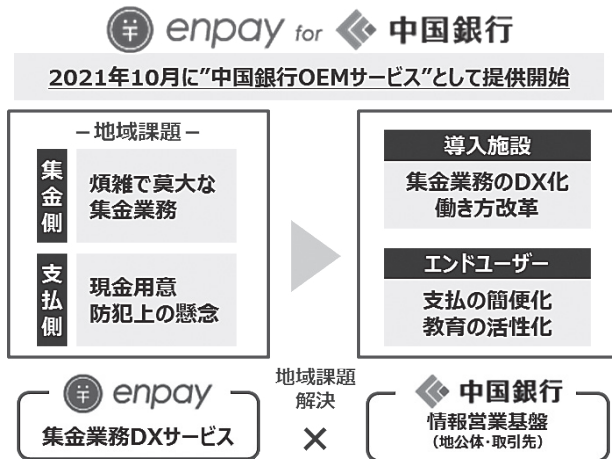 enpay for 中国銀行
2021年10月に”中国銀行OEMサービス”として提供開始
－地域課題－
集金側
煩雑で莫大な
集金業務
支払側
現金用意
防犯上の懸念
導入施設
集金業務のDX化
働き方改革
エンドユーザー
支払の簡便化
教育の活性化
enpay
集金業務DXサービス
地域課題
解決
×
中国銀行
情報営業基盤
（地公体・取引先）